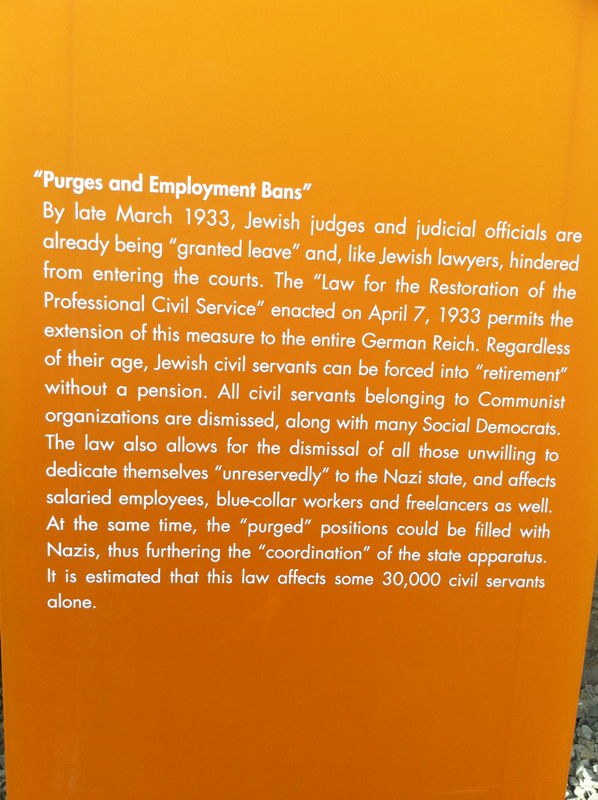 “Purges and Employment Bans”
By late March 1933, Jewish judges and judicial officials are
already being “granted leave” and, like Jewish lawyers, hindered
from entering the courts. The “Law for the Restoration of the
Professional Civil Service” enacted on April 7, 1933 permits the
extension of this measure to the entire German Reich. Regardless
of their age, Jewish civil servants can be forced into “retirement”
without a pension. All civil servants belonging to Communist
organizations are dismissed, along with many Social Democrats.
The law also allows for the dismissal of all those unwilling to
dedicate themselves “unreservedly” to the Nazi state, and affects
salaried employees, blue-collar workers and freelancers as well.
At the same time, the “purged” positions could be filled with
Nazis, thus furthering the “coordination” of the state apparatus.
It is estimated that this law affects some 30,000 civil servants
alone.